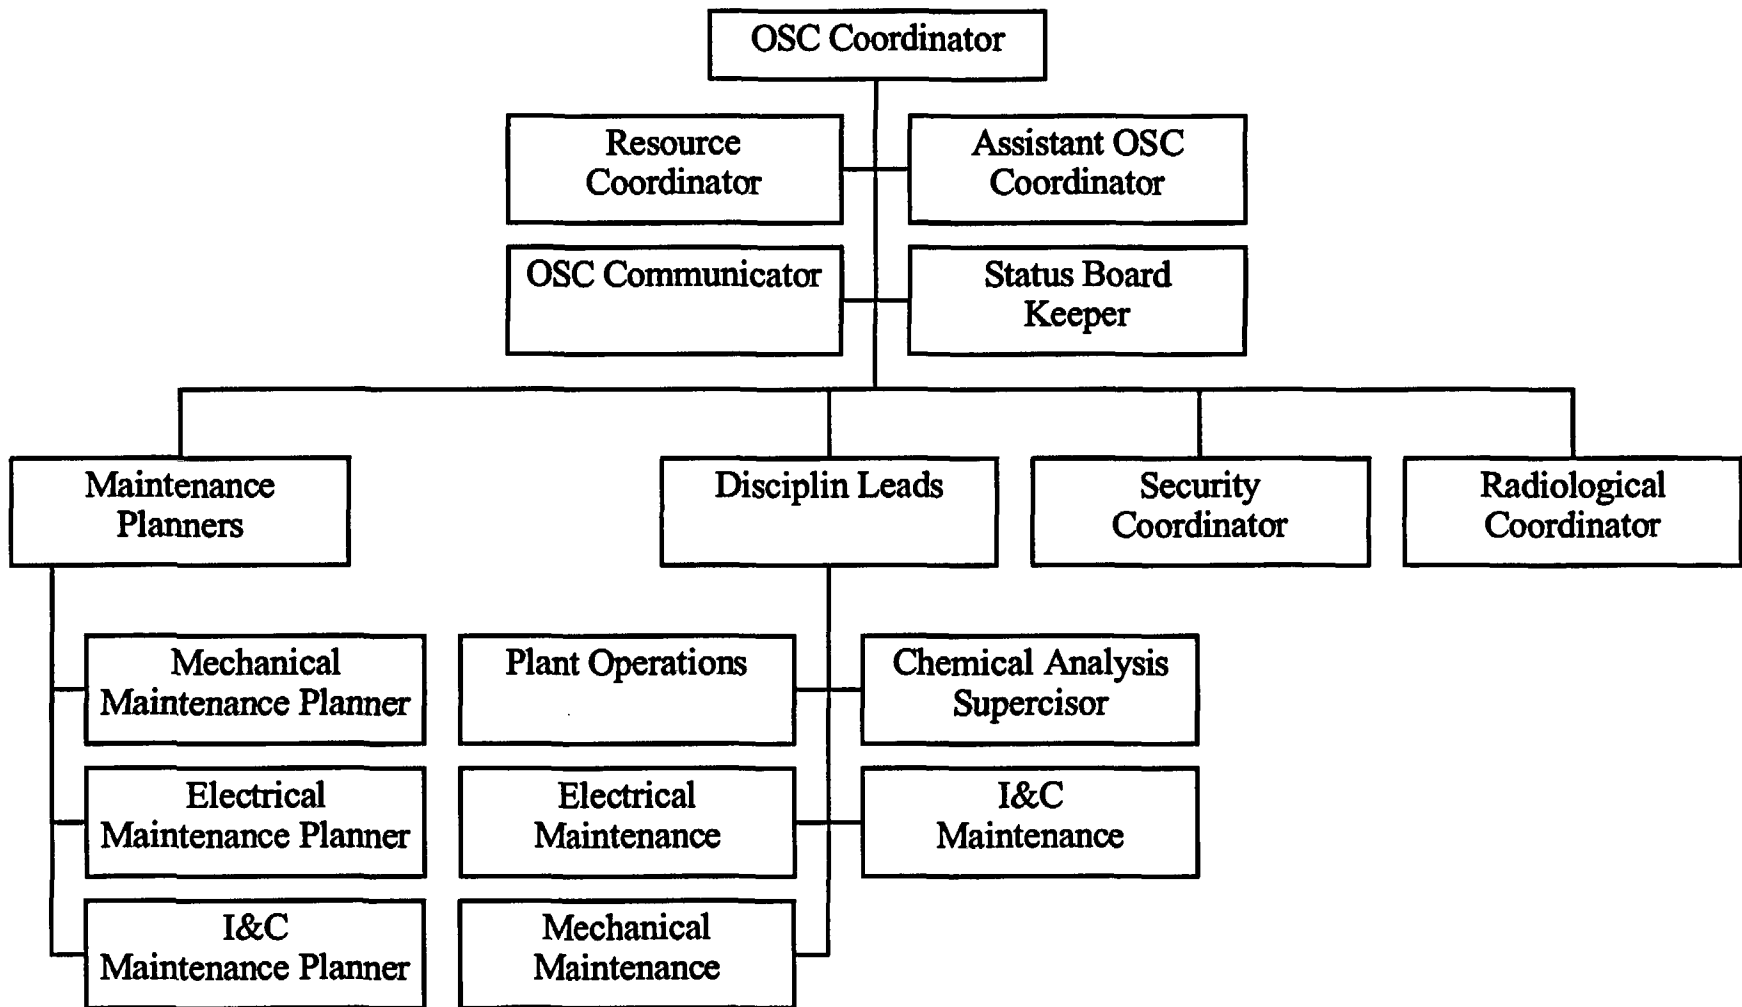 OSC Coordinator
Resource
Coordinator
Assistant OSC
Coordinator
OSC Communicator
Status Board
Keeper
Maintenance
Planners
Disciplin Leads
Security
Coordinator
Radiological
Coordinator
Mechanical
Maintenance Planner
Plant Operations
Chemical Analysis
Supercisor
Electrical
Maintenance Planner
Electrical
Maintenance
I&C
Maintenance
I&C
Maintenance Planner
Mechanical
Maintenance